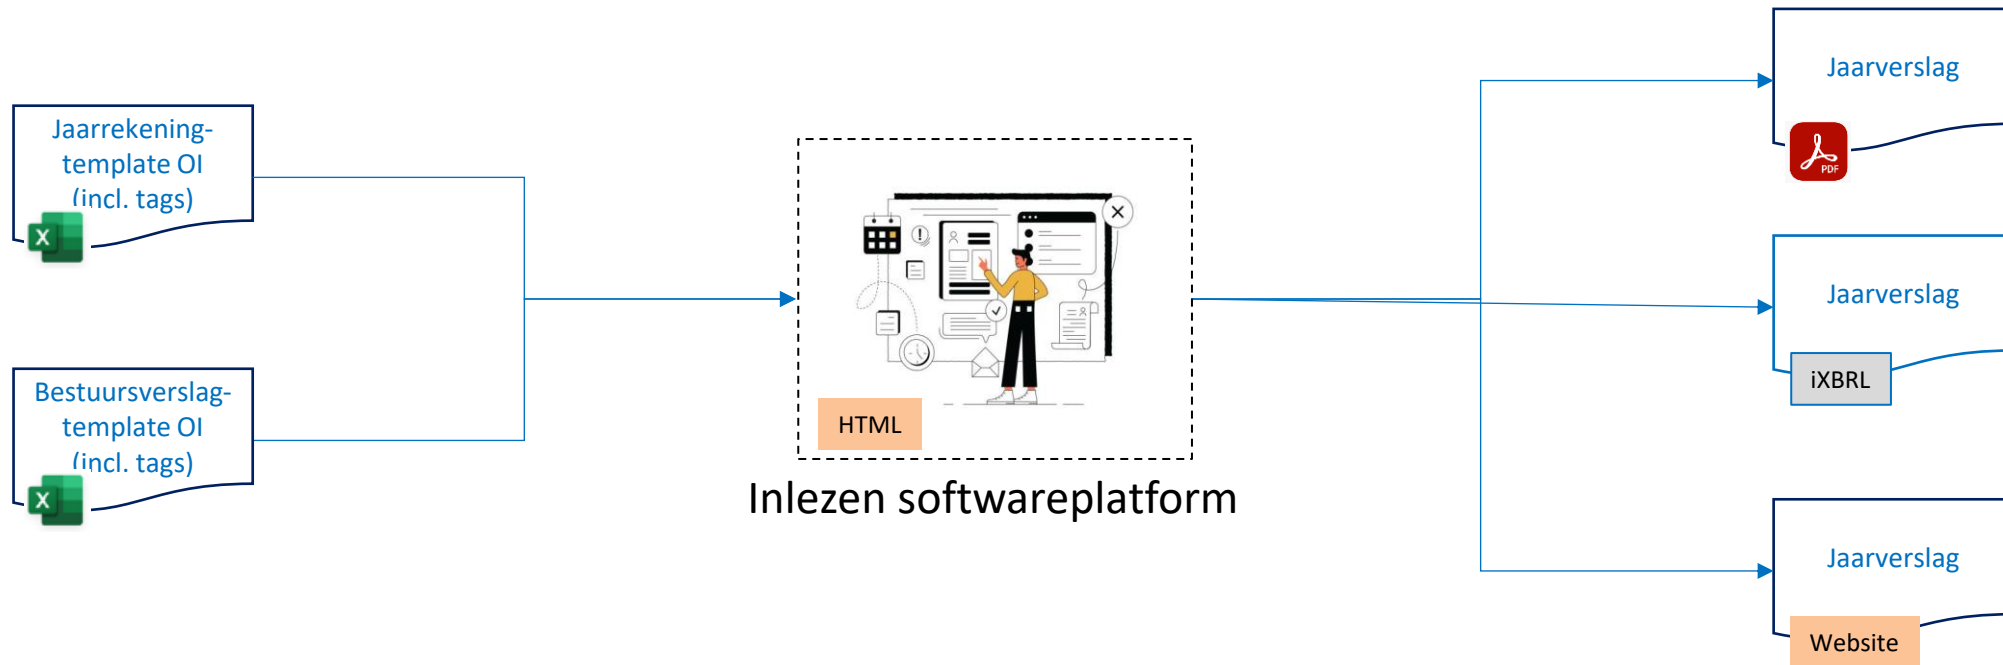 Jaarrekening-
template OI
(incl. tags)
X
Bestuursverslag-
template OI
(incl. tags)
X
HTML
Inlezen softwareplatform
Jaarverslag
PDF
Jaarverslag
iXBRL
Jaarverslag
Website